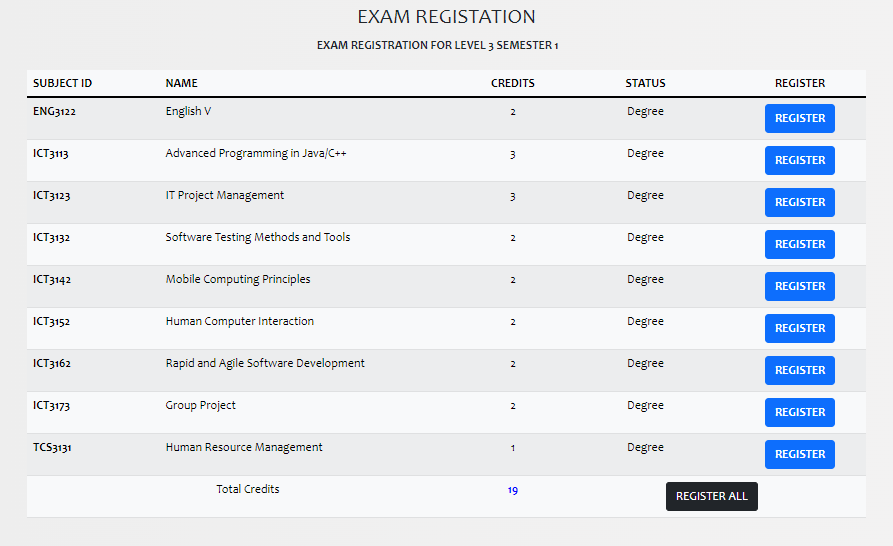 EXAM REGISTATION
EXAM REGISTRATION FOR LEVEL 3 SEMESTER 1
SUBJECT ID NAME CREDITS STATUS REGISTER
ENG3122 English V 2 Degree REGISTER
ICT3113 Advanced Programming in Java/C++ 3 Degree REGISTER
ICT3123 IT Project Management 3 Degree REGISTER
ICT3132 Software Testing Methods and Tools 2 Degree REGISTER
ICT3142 Mobile Computing Principles 2 Degree REGISTER
ICT3152 Human Computer Interaction 2 Degree REGISTER
ICT3162 Rapid and Agile Software Development 2 Degree REGISTER
ICT3173 Group Project 2 Degree REGISTER
TCS3131 Human Resource Management 1 Degree REGISTER
Total Credits 19 REGISTER ALL